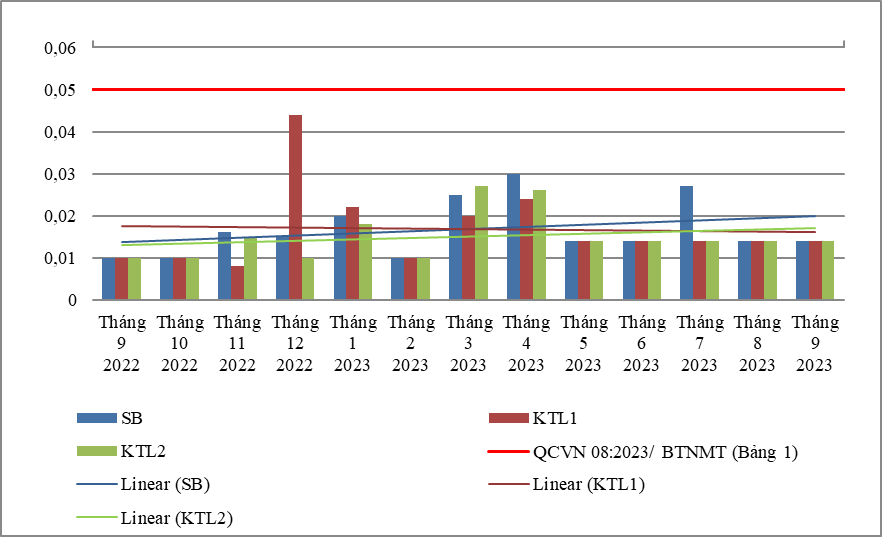 0,06
0,05
0,04
0,03
0,02
0,01
0
Tháng 9 2022
Tháng 10 2022
Tháng 11 2022
Tháng 12 2022
Tháng 1 2023
Tháng 2 2023
Tháng 3 2023
Tháng 4 2023
Tháng 5 2023
Tháng 6 2023
Tháng 7 2023
Tháng 8 2023
Tháng 9 2023
SB
KTL1
KTL2
QCVN 08:2023/ BTNMT (Bảng 1)
Linear (SB)
Linear (KTL1)
Linear (KTL2)